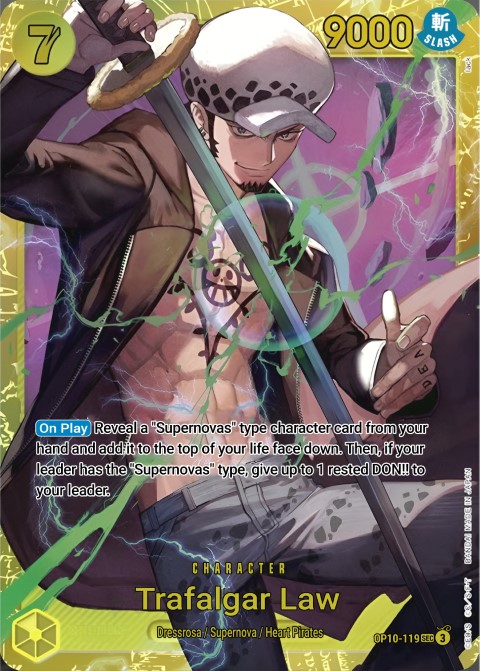 7
9000
斬
SLASH
On Play Reveal a "Supernovas" type character card from your
hand and add it to the top of your life face down. Then, if your
leader has the "Supernovas" type, give up to 1 rested DON!! to
your leader.
CHARACTER
Trafalgar Law
Dressrosa / Supernova / Heart Pirates
OP10-119 SEC 3
BANDAI MADE IN JAPAN
DEA